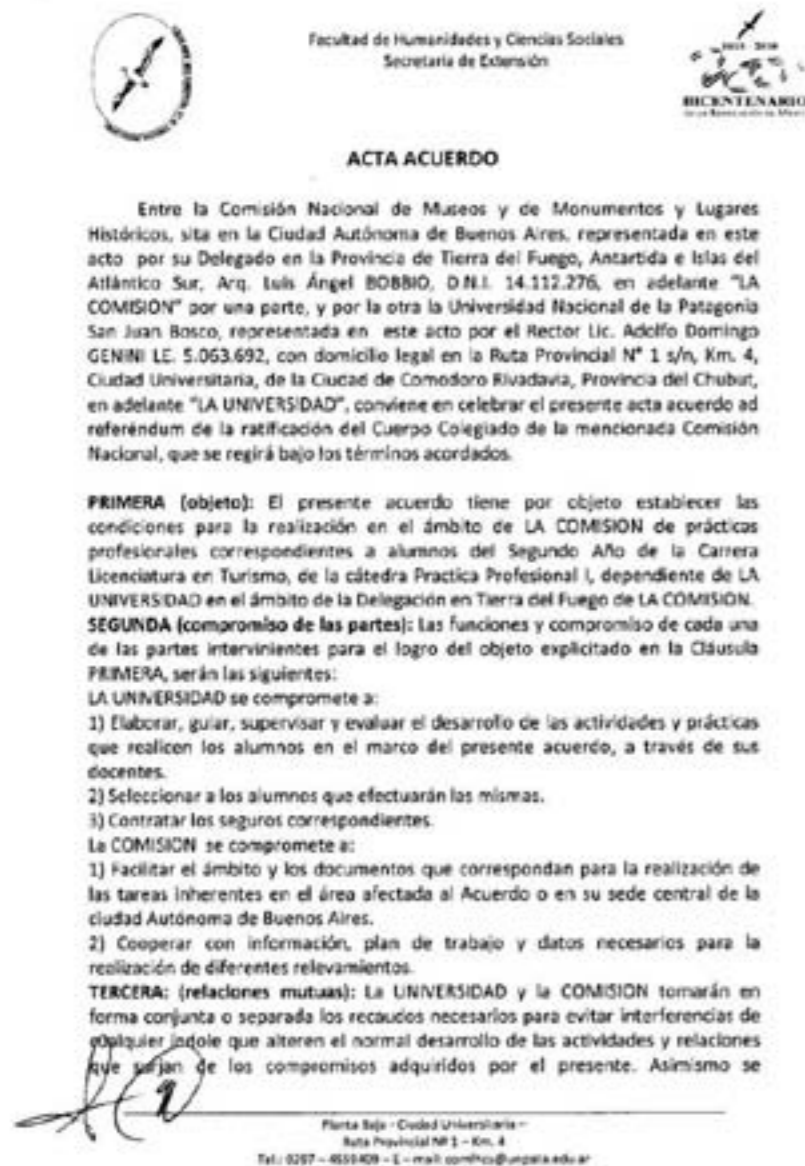 Facultad de Humanidades y Ciencias Sociales
Secretaria de Extensión
BICENTENARIO
ACTA ACUERDO
Entre la Comisión Nacional de Museos y de Monumentos y Lugares
Históricos, sita en la Ciudad Autónoma de Buenos Aires, representada en este
acto por su Delegado en la Provincia de Tierra del Fuego, Antartida e Islas del
Atlántico Sur, Arq. Luis Ángel BOBBIO, D.N.I. 14.112.276, en adelante "LA
COMISION" por una parte, y por la otra la Universidad Nacional de la Patagonia
San Juan Bosco, representada en este acto por el Rector Lic. Adolfo Domingo
GENINI LE. 5.063.692, con domicilio legal en la Ruta Provincial N° 1 s/n, Km. 4,
Ciudad Universitaria, de la Ciudad de Comodoro Rivadavia, Provincia del Chubut,
en adelante "LA UNIVERSIDAD", conviene en celebrar el presente acta acuerdo ad
referéndum de la ratificación del Cuerpo Colegiado de la mencionada Comisión
Nacional, que se regirá bajo los términos acordados.
PRIMERA (objeto): El presente acuerdo tiene por objeto establecer las
condiciones para la realización en el ámbito de LA COMISION de prácticas
profesionales correspondientes a alumnos del Segundo Año de la Carrera
Licenciatura en Turismo, de la cátedra Practica Profesional I, dependiente de LA
UNIVERSIDAD en el ámbito de la Delegación en Tierra del Fuego de LA COMISION.
SEGUNDA (compromiso de las partes): Las funciones y compromiso de cada una
de las partes intervinientes para el logro del objeto explicitado en la Cláusula
PRIMERA, serán las siguientes:
LA UNIVERSIDAD se compromete a:
1) Elaborar, guiar, supervisar y evaluar el desarrollo de las actividades y prácticas
que realicen los alumnos en el marco del presente acuerdo, a través de sus
docentes.
2) Seleccionar a los alumnos que efectuarán las mismas.
3) Contratar los seguros correspondientes.
La COMISION se compromete a:
1) Facilitar el ámbito y los documentos que correspondan para la realización de
las tareas inherentes en el área afectada al Acuerdo o en su sede central de la
ciudad Autónoma de Buenos Aires.
2) Cooperar con información, plan de trabajo y datos necesarios para la
realización de diferentes relevamientos.
TERCERA: (relaciones mutuas): La UNIVERSIDAD y la COMISION tomarán en
forma conjunta o separada los recaudos necesarios para evitar interferencias de
cualquier índole que alteren el normal desarrollo de las actividades y relaciones
que surjan de los compromisos adquiridos por el presente. Asimismo se
Planta Baja - Ciudad Universitaria –
Ruta Provincial Nº 1 – Km. 4